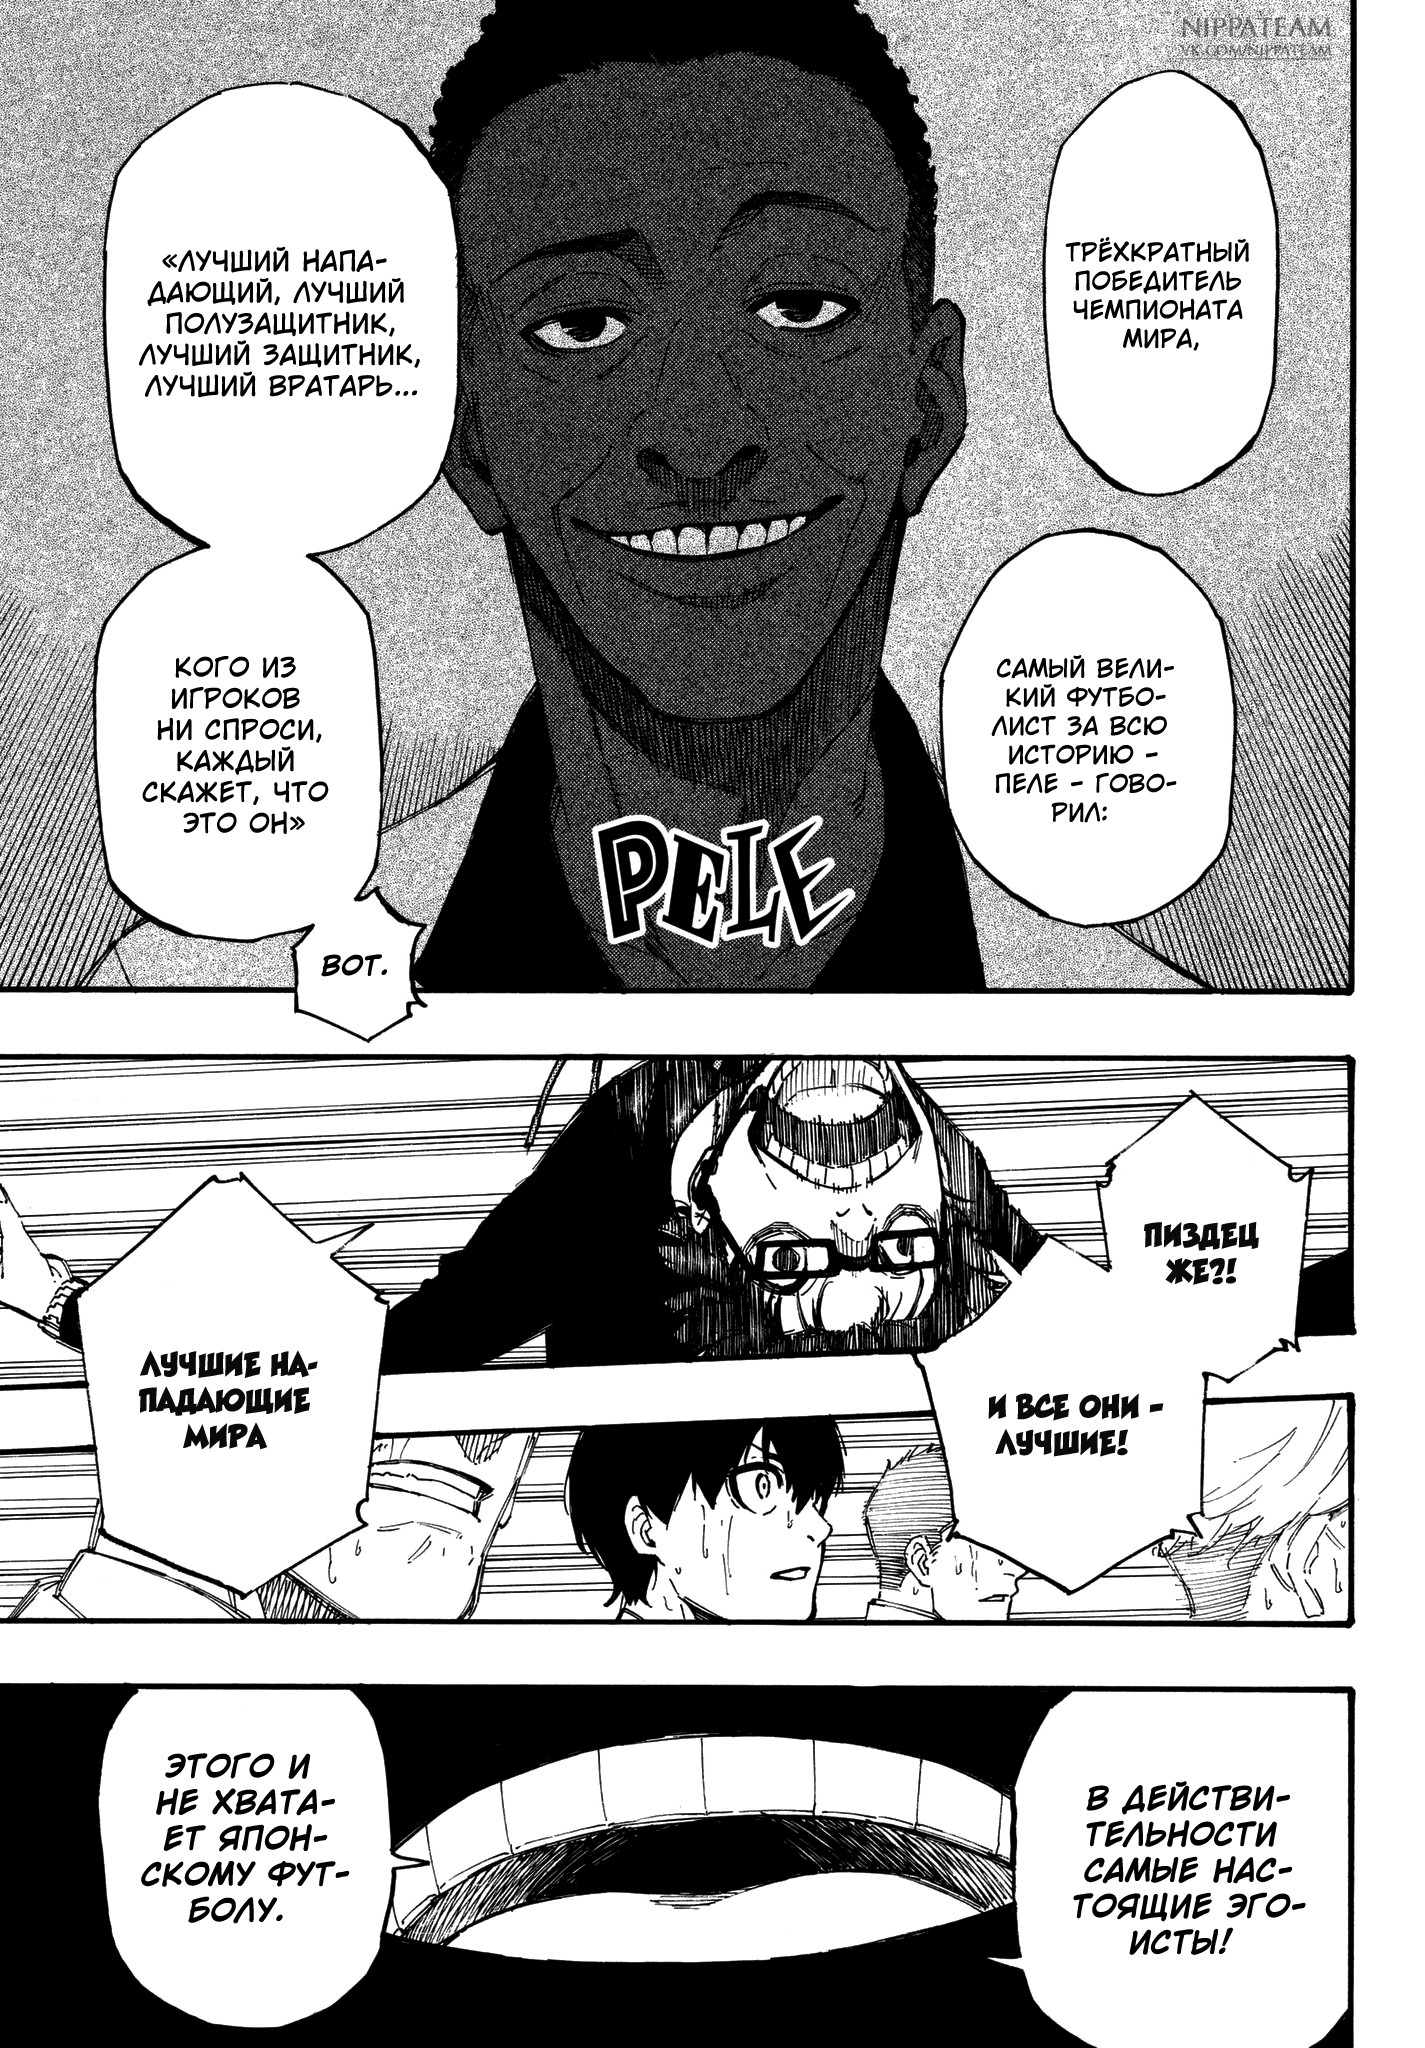 NIPPATEAM
VK.COM/NIPPATEAM
ТРЁХКРАТНЫЙ
ПОБЕДИТЕЛЬ
ЧЕМПИОНАТА
МИРА,
САМЫЙ ВЕЛИ-
КИЙ ФУТБО-
ЛИСТ ЗА ВСЮ
ИСТОРИЮ -
ПЕЛЕ - ГОВО-
РИЛ:
PELE
«ЛУЧШИЙ НАПА-
ДАЮЩИЙ, ЛУЧШИЙ
ПОЛУЗАЩИТНИК,
ЛУЧШИЙ ЗАЩИТНИК,
ЛУЧШИЙ ВРАТАРЬ...
КОГО ИЗ
ИГРОКОВ
НИ СПРОСИ,
КАЖДЫЙ
СКАЖЕТ, ЧТО
ЭТО ОН»
ВОТ.
ПИЗДЕЦ
ЖЕ?!
И ВСЕ ОНИ -
ЛУЧШИЕ!
ЛУЧШИЕ НА-
ПАДАЮЩИЕ
МИРА
В ДЕЙСТВИ-
ТЕЛЬНОСТИ
САМЫЕ НАС-
ТОЯЩИЕ ЭГО-
ИСТЫ!
ЭТОГО И
НЕ ХВАТА-
ЕТ ЯПОН-
СКОМУ ФУТ-
БОЛУ.